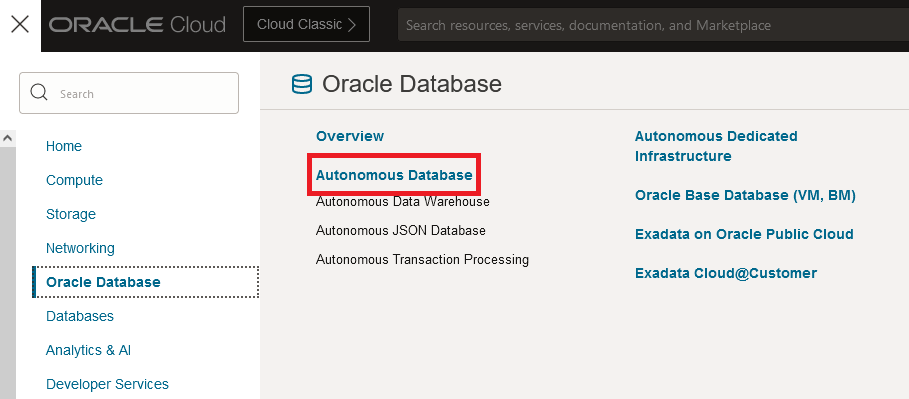 ORACLE Cloud
Cloud Classic >
Search resources, services, documentation, and Marketplace
Search
Home
Compute
Storage
Networking
Oracle Database
Databases
Analytics & AI
Developer Services
Oracle Database
Overview
Autonomous Database
Autonomous Data Warehouse
Autonomous JSON Database
Autonomous Transaction Processing
Autonomous Dedicated
Infrastructure
Oracle Base Database (VM, BM)
Exadata on Oracle Public Cloud
Exadata Cloud@Customer